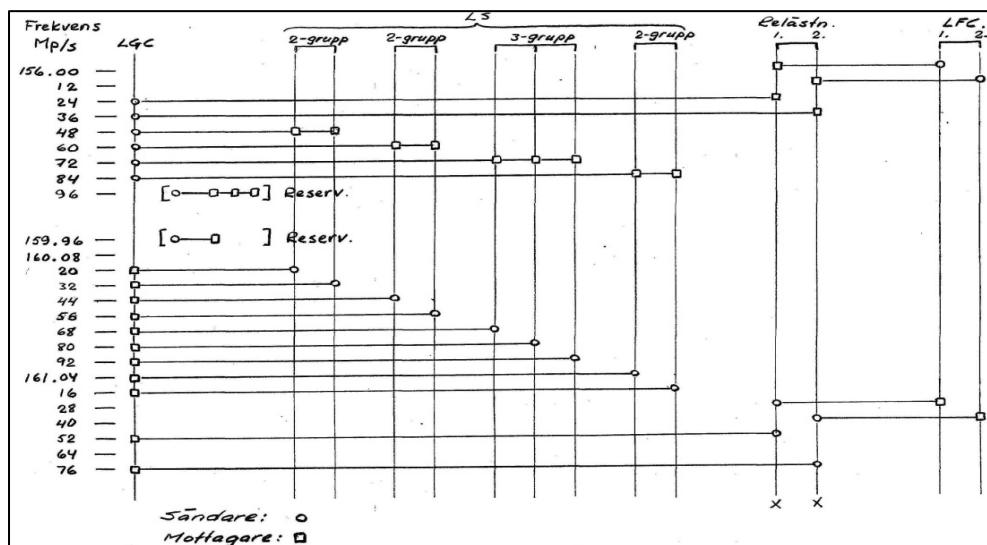 LS
Frekvens Relästn. LFC.
Mp/s LGC 2-grupp 2-grupp 3-grupp 2-grupp 1. 2. 1. 2.
156.00
12
24
36
48
60
72
84
96 [ ] Reserv.
159.96 [ ] Reserv.
160.08
20
32
44
56
68
80
92
161.04
16
28
40
52
64
76
x x
Sändare:
Mottagare: